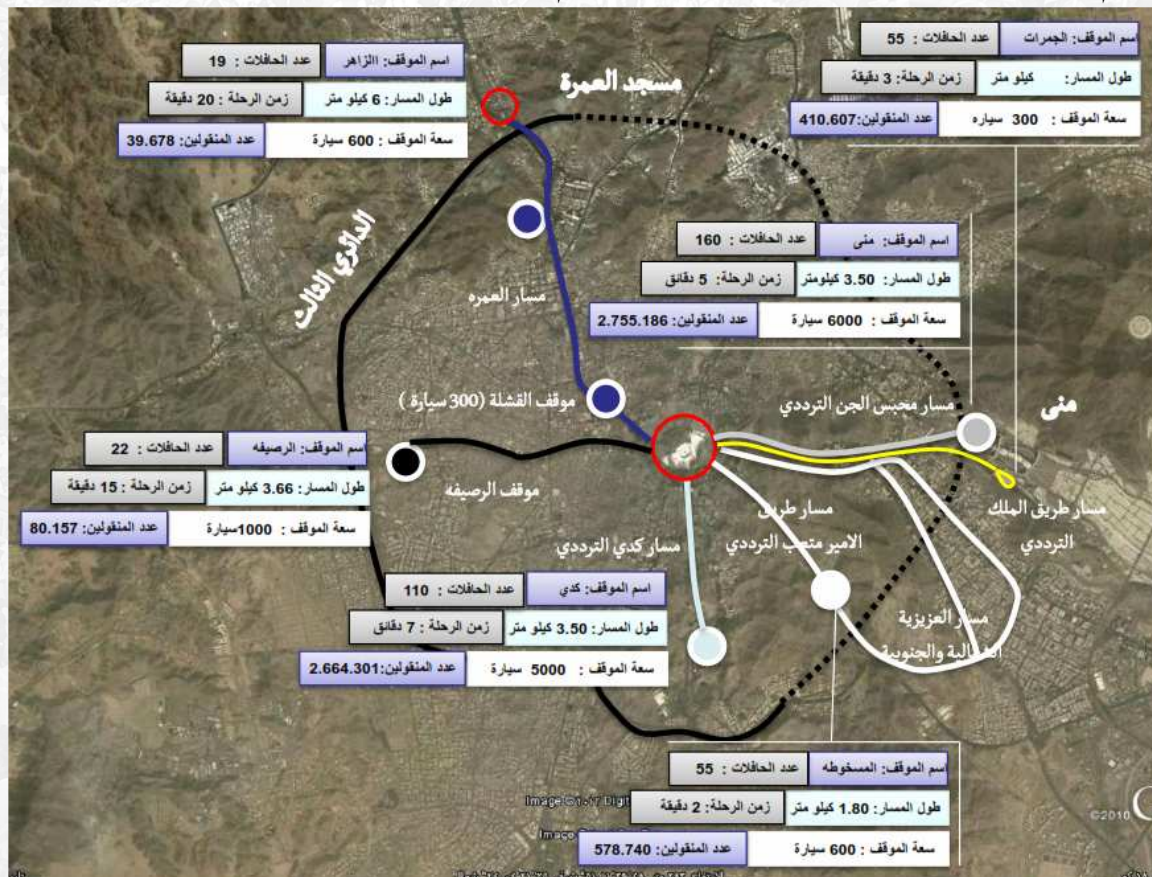 اسم الموقف: الجمرات عدد الحافلات : 55
طول المسار: كيلو متر زمن الرحلة: 3 دقيقة
سعة الموقف : 300 سياره عدد المنقولين: 410.607
اسم الموقف: االزاهر عدد الحافلات : 19
طول المسار: 6 كيلو متر زمن الرحلة : 20 دقيقة
سعة الموقف : 600 سيارة عدد المنقولين: 39.678
مسجد العمرة
الدائري الثالث
اسم الموقف: منى عدد الحافلات : 160
طول المسار: 3.50 كيلومتر زمن الرحلة: 5 دقائق
سعة الموقف : 6000 سيارة عدد المنقولين: 2.755.186
مسار العمره
موقف القشلة (300 سيارة )
مسار محبس الجن الترددي
منى
اسم الموقف: الرصيفه عدد الحافلات : 22
طول المسار: 3.66 كيلو متر زمن الرحلة : 15 دقيقة
سعة الموقف : 1000سيارة عدد المنقولين: 80.157
موقف الرصيفه
مسار طريق الملك
الترددي
مسار طريق
الامير متعب الترددي
مسار كدي الترددي
اسم الموقف: كدي عدد الحافلات : 110
طول المسار: 3.50 كيلو متر زمن الرحلة : 7 دقائق
سعة الموقف : 5000 سيارة عدد المنقولين:2.664.301
مسار العزيزية
الشمالية والجنوبية
اسم الموقف: المسخوطه عدد الحافلات : 55
طول المسار: 1.80 كيلو متر زمن الرحلة: 2 دقيقة
سعة الموقف : 600 سيارة عدد المنقولين: 578.740
©2010